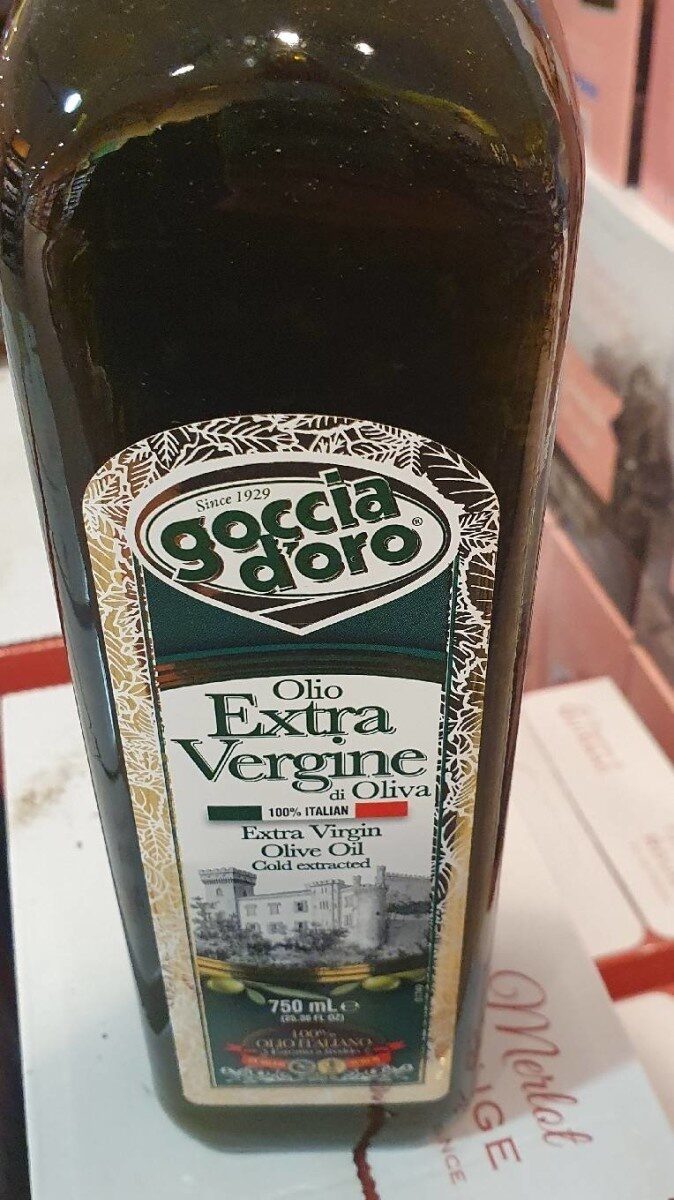 Since 1929
goccia
d'oro®
Olio
Extra
Vergine
di Oliva
100% ITALIAN
Extra Virgin
Olive Oil
Cold extracted
750 mL e
100%
OLIO ITALIANO
Merlot